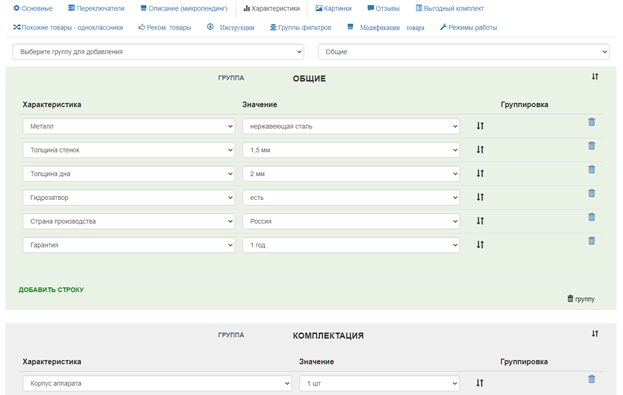 Основные Переключатели Описание (микролендинг) Характеристики Картинки Отзывы Выгодный комплект
Похожие товары - одноклассники Реком. товары Инструкции Группы фильтров Модификации товара Режимы работы
Выберите группу для добавления Общие
ГРУППА ОБЩИЕ
Характеристика Значение Группировка
Металл нержавеющая сталь
Толщина стенок 1,5 мм
Толщина дна 2 мм
Гидрозатвор есть
Страна производства Россия
Гарантия 1 год
ДОБАВИТЬ СТРОКУ
группу
ГРУППА КОМПЛЕКТАЦИЯ
Характеристика Значение Группировка
Корпус аппарата 1 шт